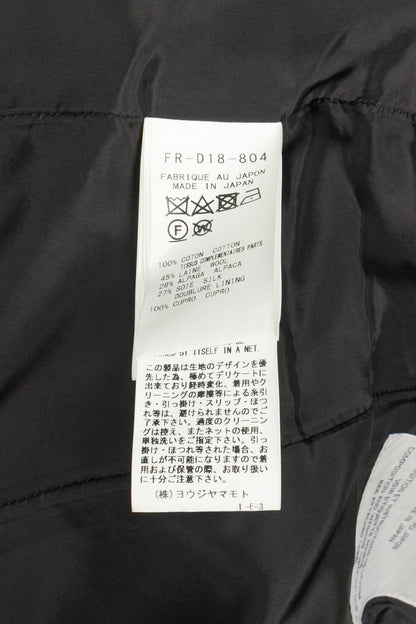 FR-D18-804
FABRIQUE AU JAPON
MADE IN JAPAN
F W
100% COTON COTTON
TISSUS COMPLEMENTAIRES PARTS
45% LAINE WOOL
28% ALPAGA ALPACA
27% SOIE SILK
DOUBLURE LINING
100% CUPRO CUPRO
BY ITSELF IN A NET.
この製品は生地のデザインを優
先した為、極めてデリケートに
出来ており経時変化、着用やク
リーニングの摩擦等による糸引
き・引っ掛け・スリップ・ほつ
れ等は、避けられませんのでご
了承下さい。過度のクリーニン
グは控え、またネットの使用、
単独洗いをご指定下さい。引っ
掛け・ほつれ等された場合、お
直しが不可能になりますので着
用および保管の際、お取り扱い
に十分ご注意下さい。
(株)ヨウジヤマモト
I-E-3
AU JAPON
IN JAPAN